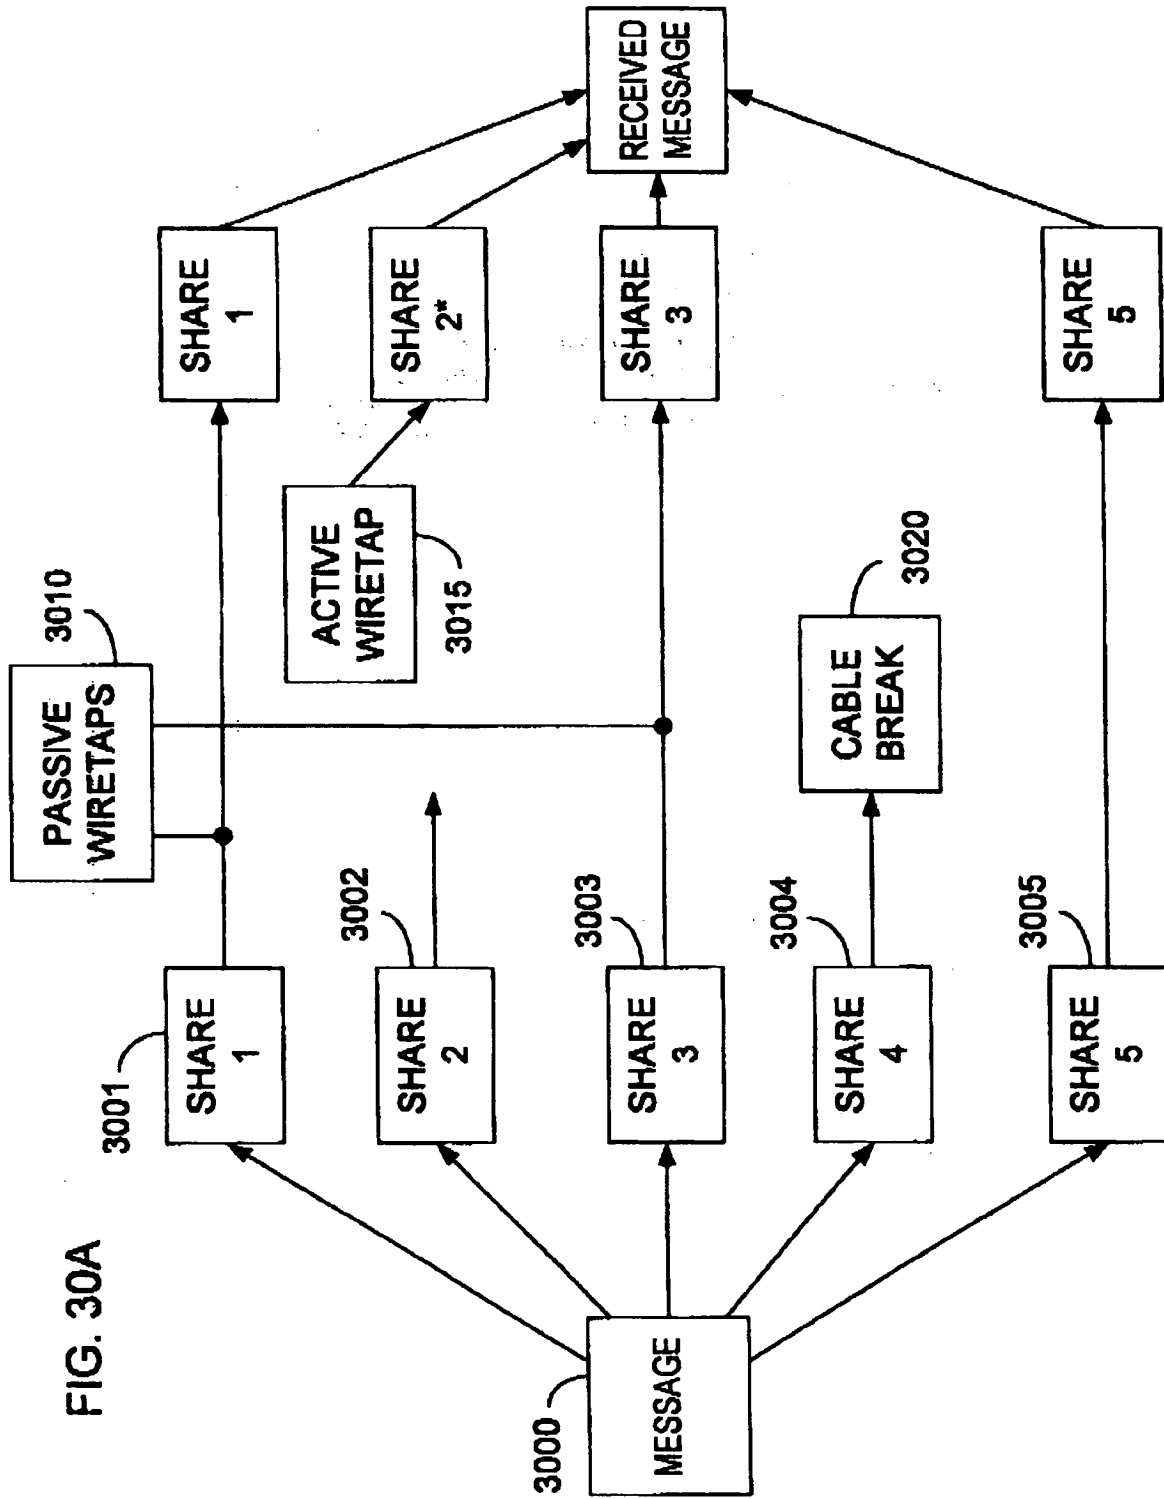 FIG. 30A
3000
MESSAGE
3001
SHARE
1
3002
SHARE
2
3003
SHARE
3
3004
SHARE
4
3005
SHARE
5
3010
PASSIVE
WIRETAPS
ACTIVE
WIRETAP
3015
CABLE
BREAK
3020
SHARE
1
SHARE
2*
SHARE
3
SHARE
5
RECEIVED
MESSAGE